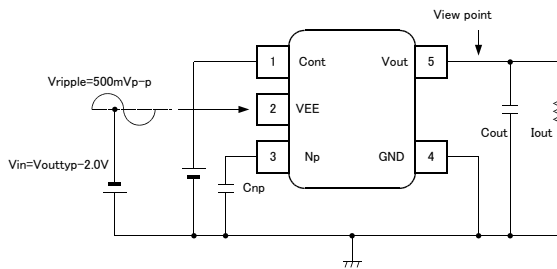 View point
1 Cont Vout 5
Vripple=500mVp-p
2 VEE
Cout Iout
Vin=Vouttyp-2.0V
3 Np GND 4
Cnp